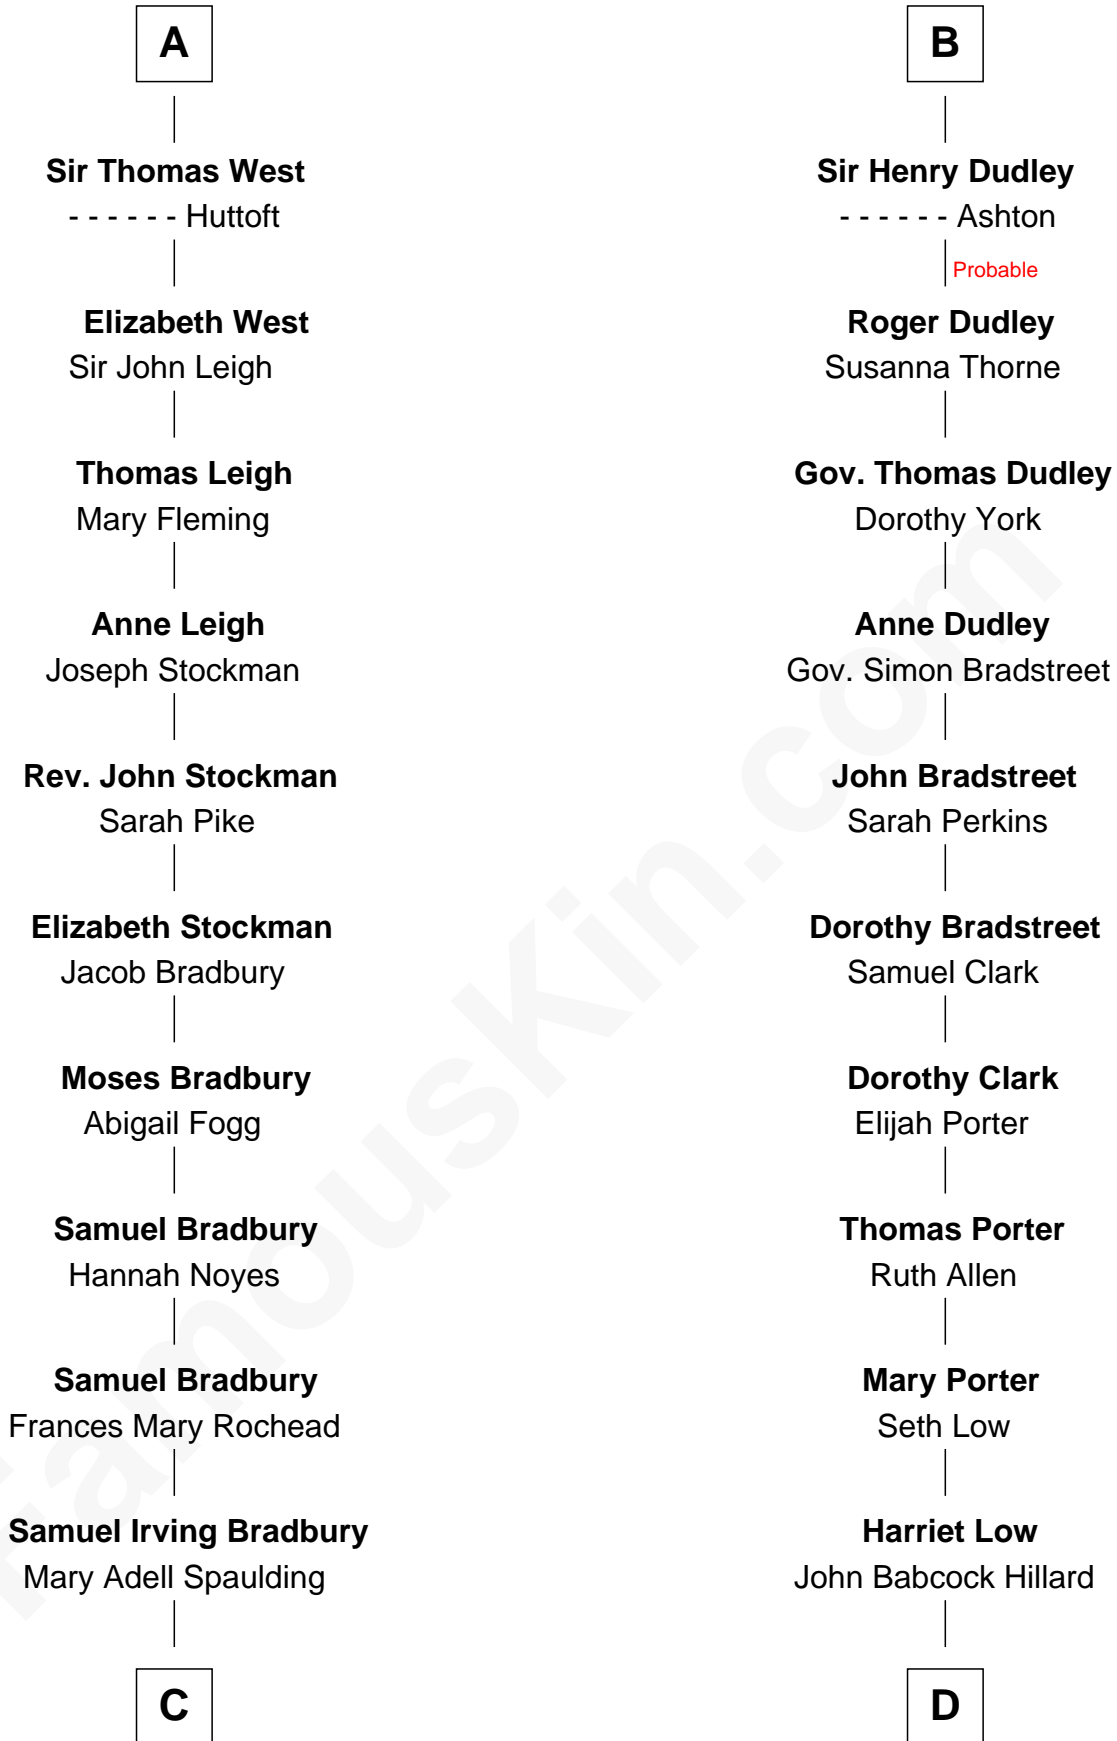 A
Sir Thomas West
- - - - - - Huttoft
Elizabeth West
Sir John Leigh
Thomas Leigh
Mary Fleming
Anne Leigh
Joseph Stockman
Rev. John Stockman
Sarah Pike
Elizabeth Stockman
Jacob Bradbury
Moses Bradbury
Abigail Fogg
Samuel Bradbury
Hannah Noyes
Samuel Bradbury
Frances Mary Rochead
Samuel Irving Bradbury
Mary Adell Spaulding
C
B
Sir Henry Dudley
- - - - - - Ashton
Probable
Roger Dudley
Susanna Thorne
Gov. Thomas Dudley
Dorothy York
Anne Dudley
Gov. Simon Bradstreet
John Bradstreet
Sarah Perkins
Dorothy Bradstreet
Samuel Clark
Dorothy Clark
Elijah Porter
Thomas Porter
Ruth Allen
Mary Porter
Seth Low
Harriet Low
John Babcock Hillard
D
FamousKin.com